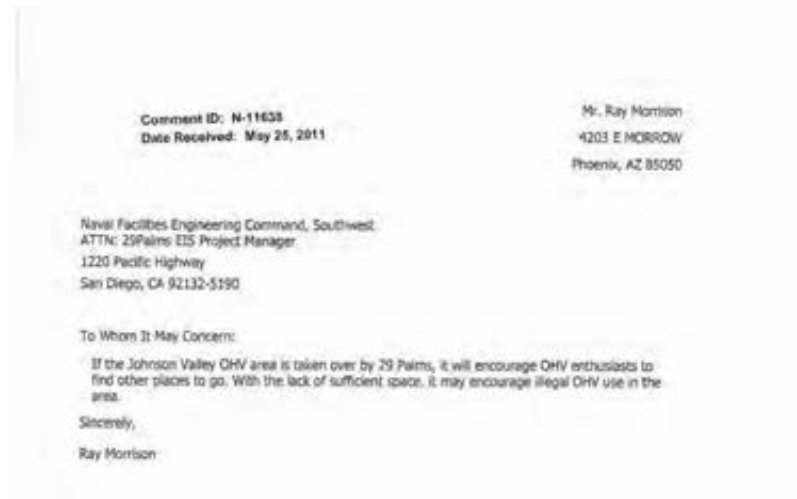 Comment ID: N-11638
Date Received: May 25, 2011
Mr. Ray Morrison
4203 E MORROW
Phoenix, AZ 85050
Naval Facilities Engineering Command, Southwest
ATTN: 29Palms EIS Project Manager
1220 Pacific Highway
San Diego, CA 92132-5190
To Whom It May Concern:
If the Johnson Valley OHV area is taken over by 29 Palms, it will encourage OHV enthusiasts to
find other places to go. With the lack of sufficient space, it may encourage illegal OHV use in the
area.
Sincerely,
Ray Morrison